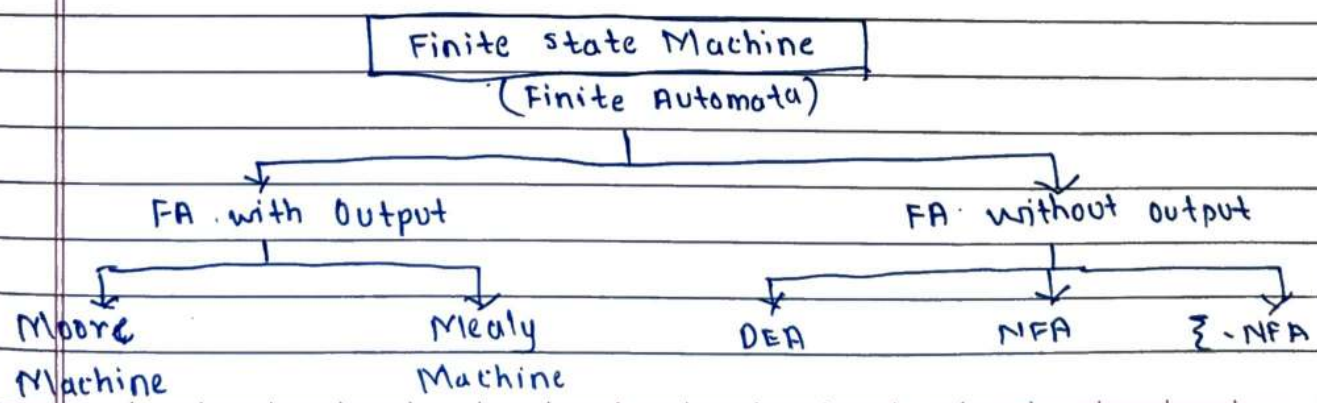 Finite state Machine
(Finite Automata)
FA with Output FA without output
Moore Mealy DFA NFA ξ-NFA
Machine Machine